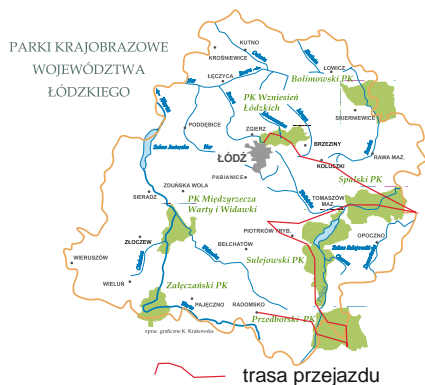 PARKI KRAJOBRAZOWE
WOJEWÓDZTWA
ŁÓDZKIEGO
KUTNO
KROŚNIEWICE
ŁĘCZYCA
ŁOWICZ
Bolimowski PK
PK Wzniesień
Łódzkich
SKIERNIEWICE
PODDĘBICE
ZGIERZ
BRZEZINY
ŁÓDŹ
KOLUSZKI
RAWA MAZ.
PABIANICE
Spalski PK
ZDUŃSKA WOLA
SIERADZ
PK Międzyrzecza
Warty i Widawki
TOMASZÓW
MAZ.
PIOTRKÓW TRYB.
OPOCZNO
ZŁOCZEW
BEŁCHATÓW
Sulejowski PK
WIERUSZÓW
WIELUŃ
Załęczański PK
PAJĘCZNO
RADOMSKO
Przedborski PK
oprac. graficzne K. Krakowska
trasa przejazdu